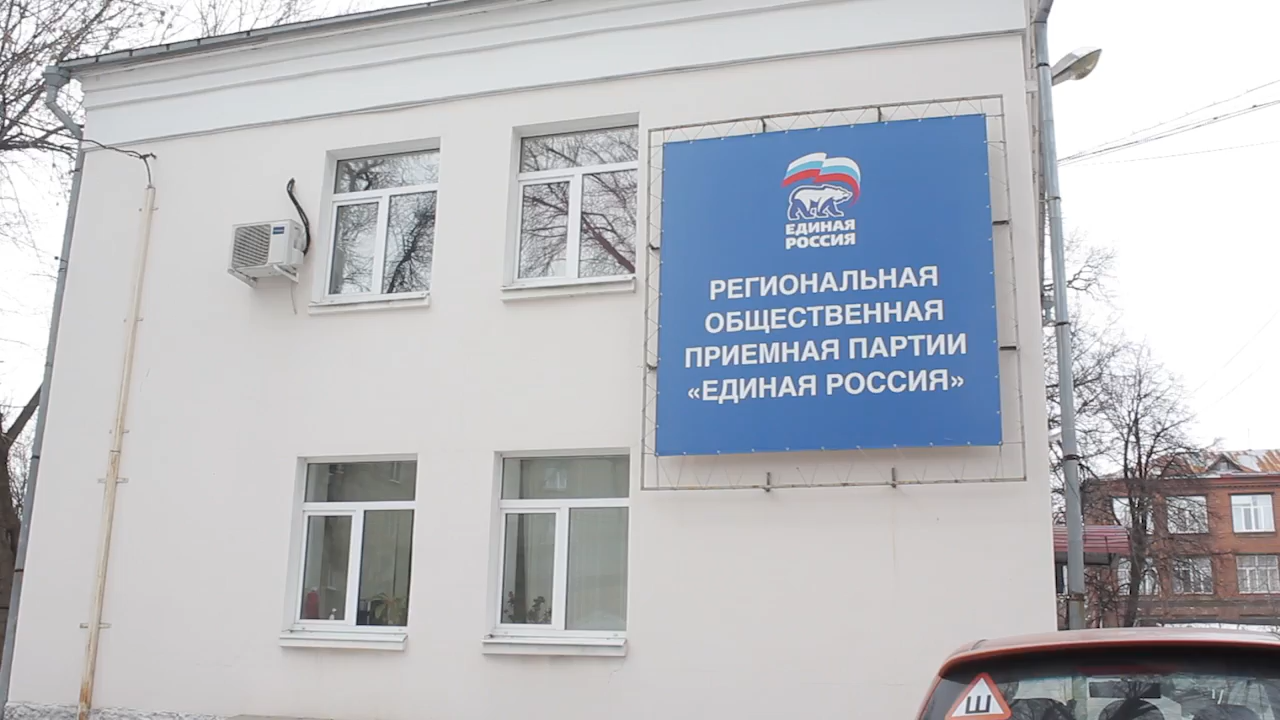 ЕДИНАЯ
РОССИЯ
РЕГИОНАЛЬНАЯ
ОБЩЕСТВЕННАЯ
ПРИЕМНАЯ ПАРТИИ
«ЕДИНАЯ РОССИЯ»
Ш